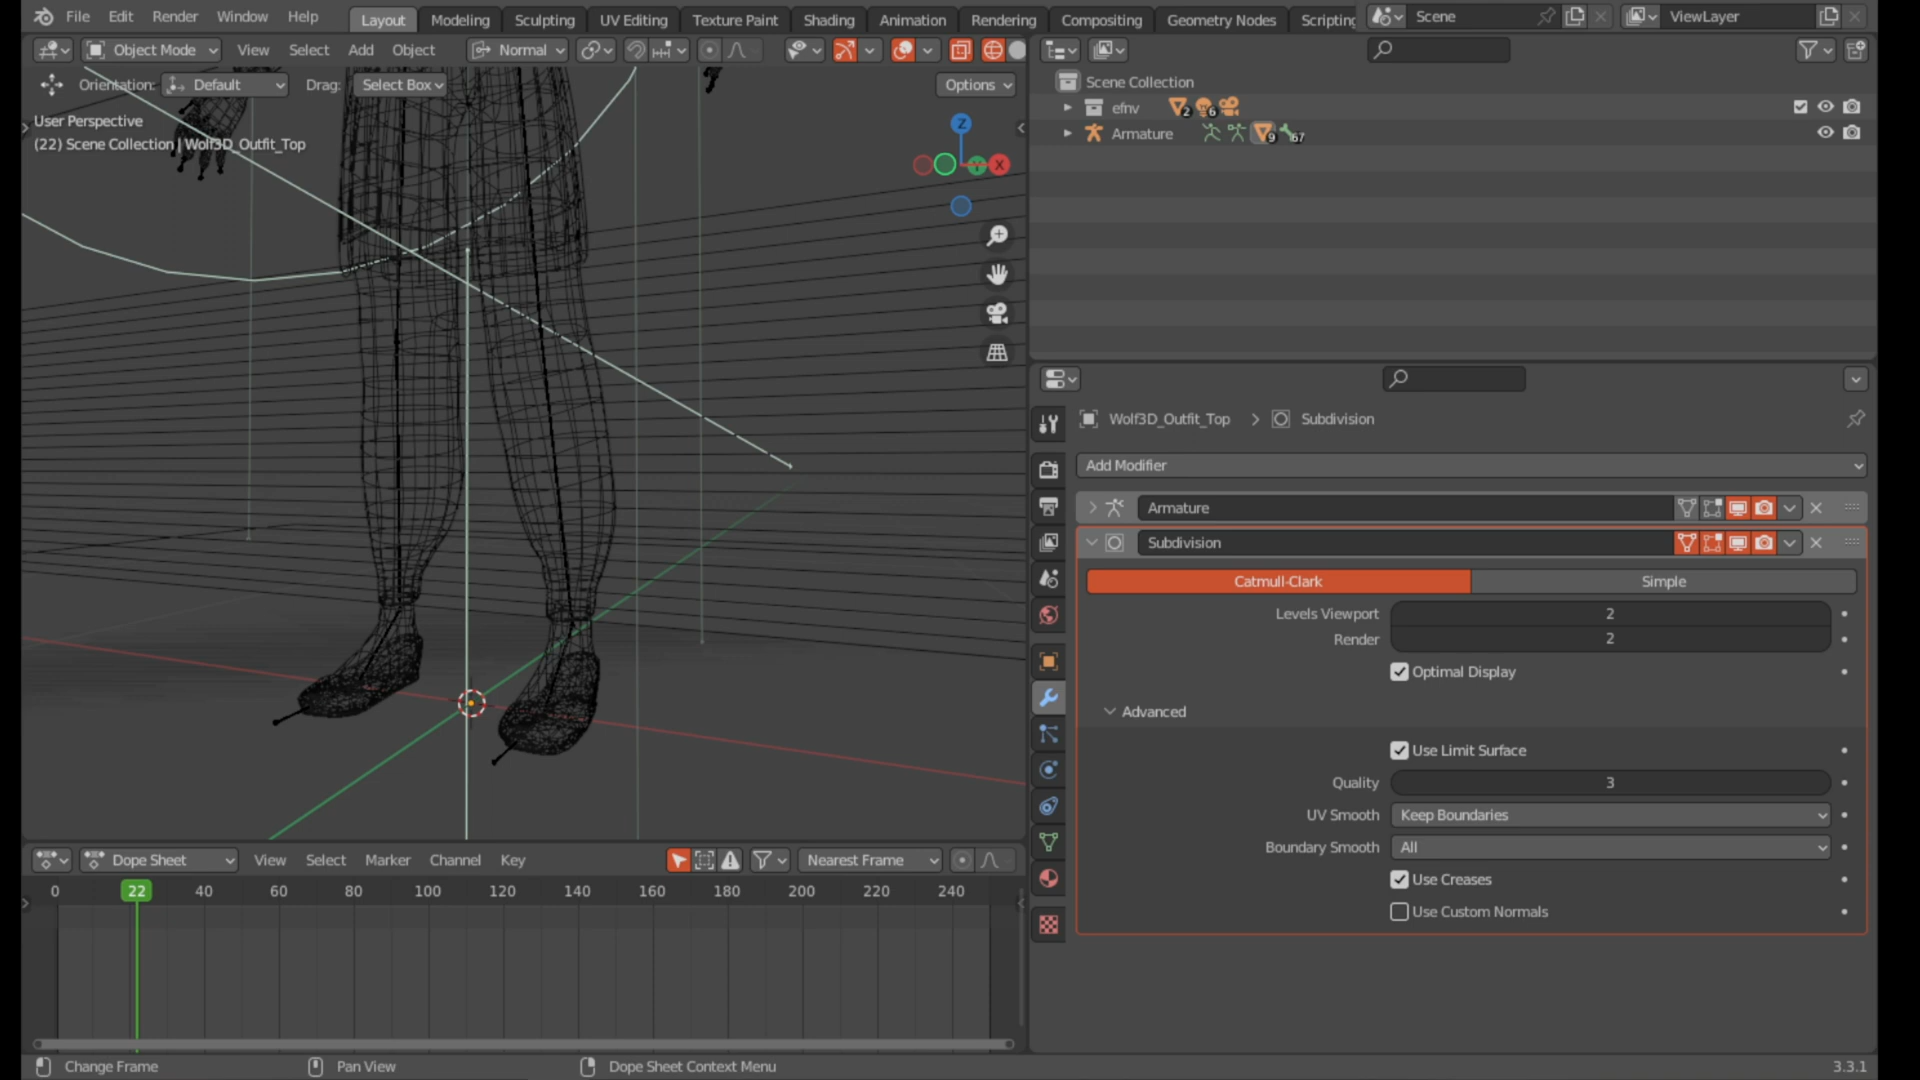 File Edit Render Window Help Layout Modeling Sculpting UV Editing Texture Paint Shading Animation Rendering Compositing Geometry Nodes Scripting Scene ViewLayer
Object Mode View Select Add Object Normal
Orientation: Default Drag: Select Box Options
User Perspective
(22) Scene Collection | Wolf3D_Outfit_Top
Z
X
Scene Collection
efnv 2 6
Armature 9 67
Wolf3D_Outfit_Top > Subdivision
Add Modifier
Armature
Subdivision
Catmull-Clark Simple
Levels Viewport 2
Render 2
Optimal Display
Advanced
Use Limit Surface
Quality 3
UV Smooth Keep Boundaries
Boundary Smooth All
Use Creases
Use Custom Normals
Dope Sheet View Select Marker Channel Key Nearest Frame
0 22 40 60 80 100 120 140 160 180 200 220 240
Change Frame Pan View Dope Sheet Context Menu 3.3.1